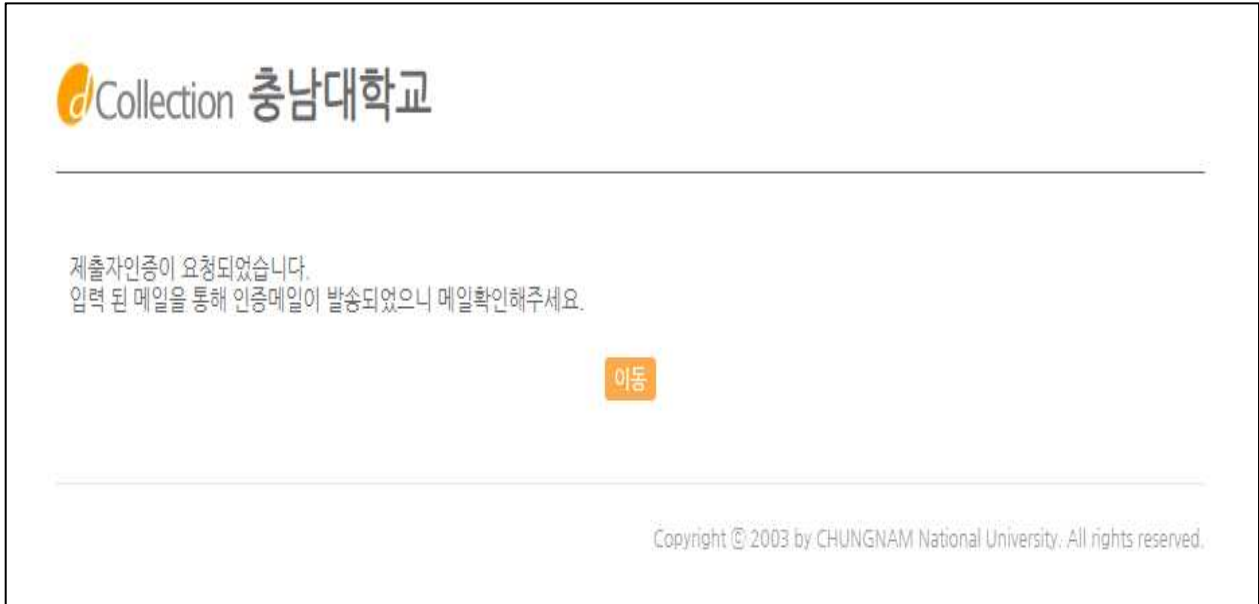 dCollection 충남대학교
제출자인증이 요청되었습니다.
입력 된 메일을 통해 인증메일이 발송되었으니 메일확인해주세요.
이동
Copyright ⓒ 2003 by CHUNGNAM National University. All rights reserved.